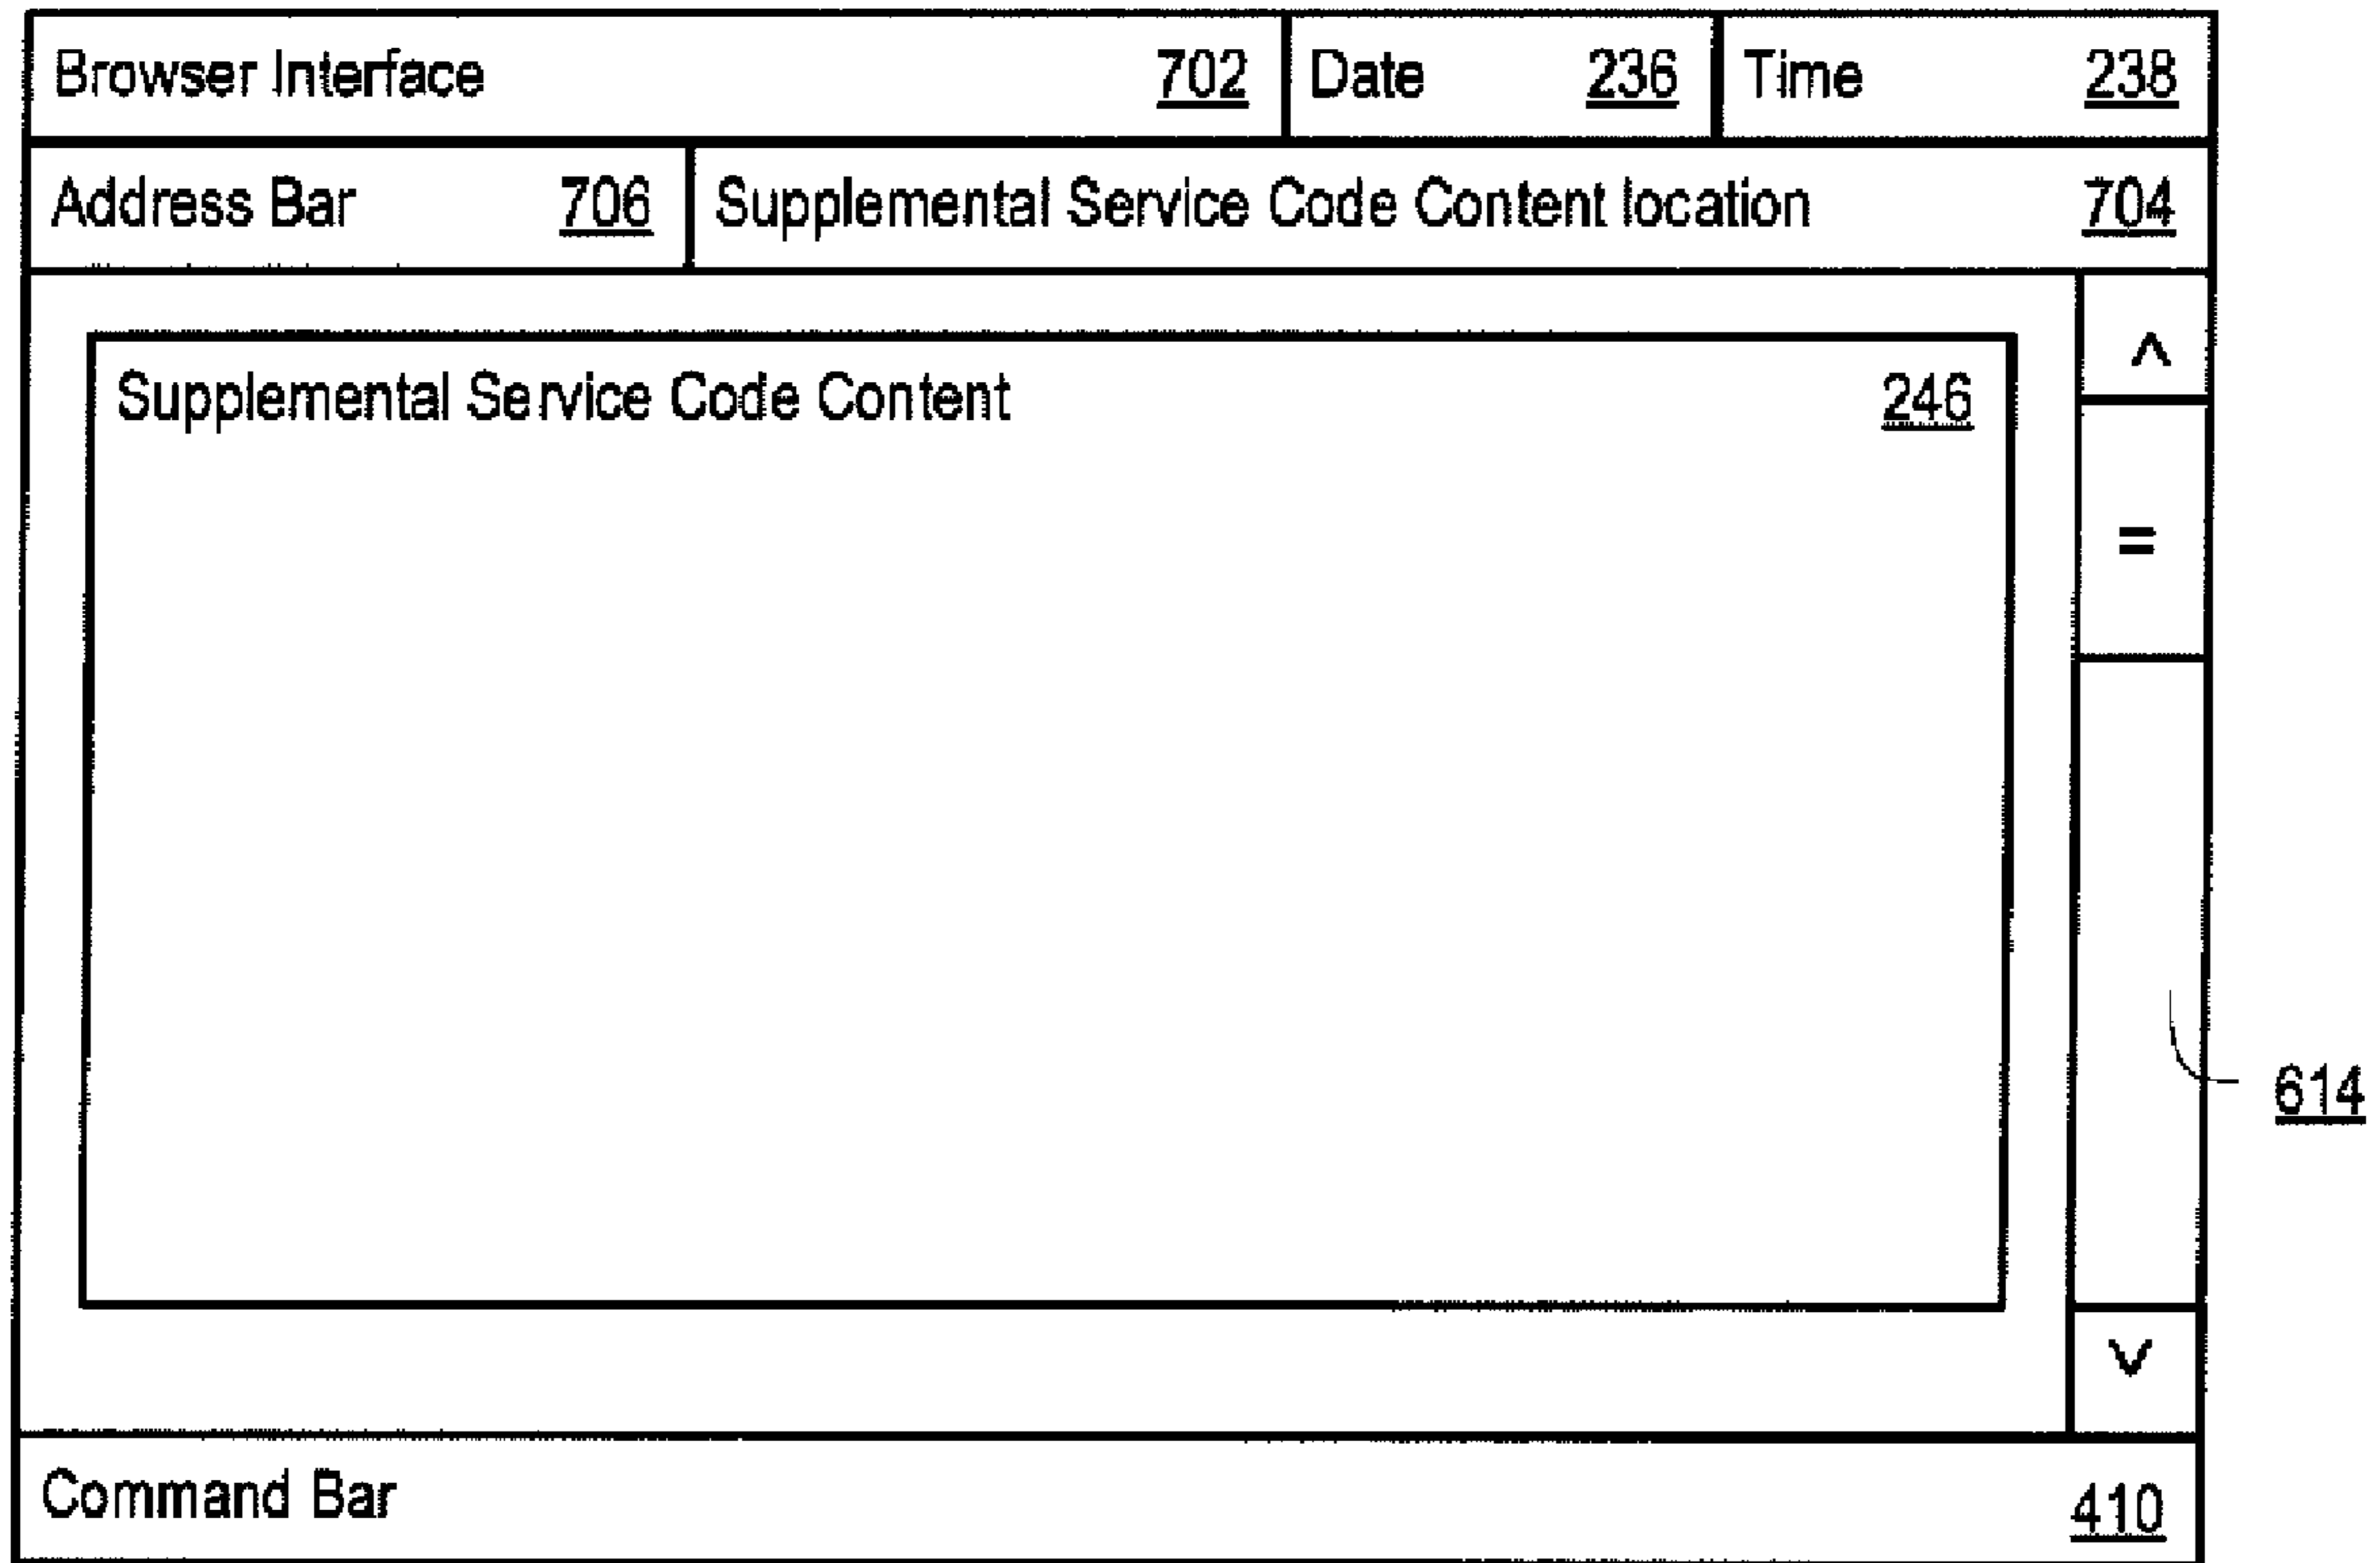 Browser Interface 702 Date 236 Time 238
Address Bar 706 Supplemental Service Code Content location 704
Supplemental Service Code Content 246
^
=
614
v
Command Bar 410